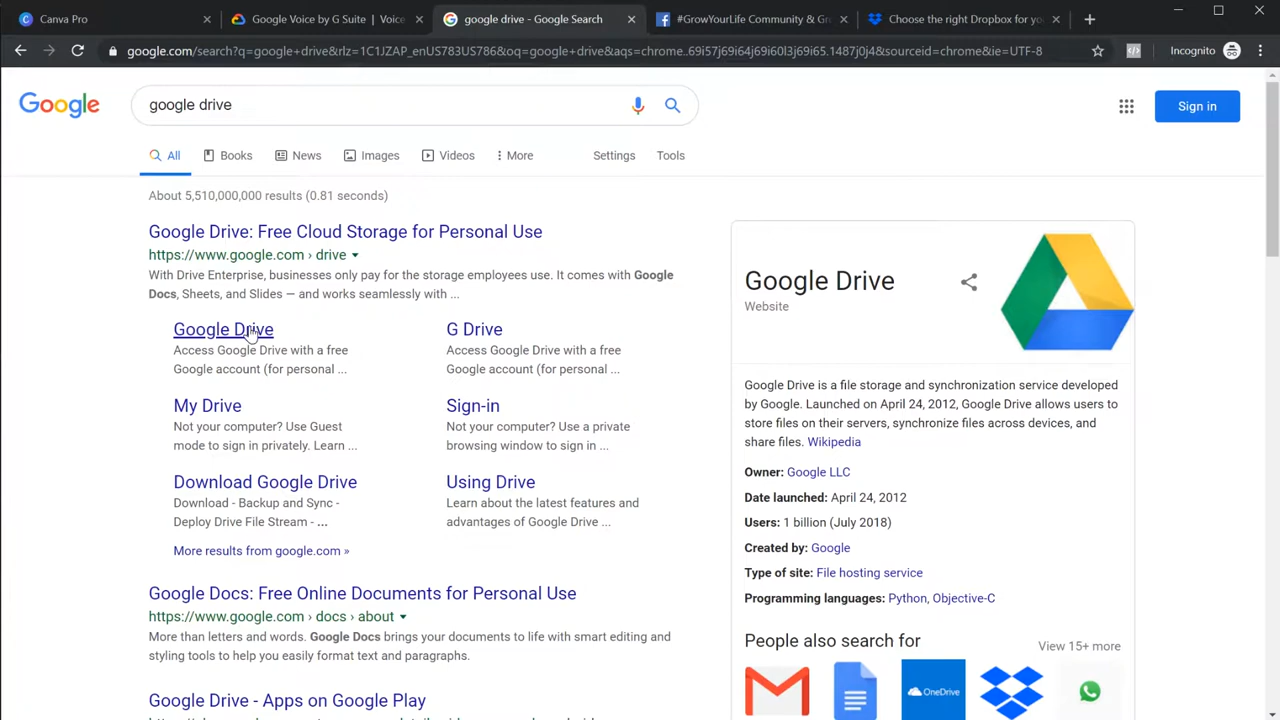 Canva Pro
Google Voice by G Suite | Voice
google drive - Google Search
#GrowYourLife Community & Gr
Choose the right Dropbox for yo
google.com/search?q=google+drive&rlz=1C1JZAP_enUS783US786&oq=google+drive&aqs=chrome..69i57j69i64j69i60l3j69i65.1487j0j4&sourceid=chrome&ie=UTF-8
Incognito
Google
google drive
Sign in
All
Books
News
Images
Videos
More
Settings
Tools
About 5,510,000,000 results (0.81 seconds)
Google Drive: Free Cloud Storage for Personal Use
https://www.google.com › drive
With Drive Enterprise, businesses only pay for the storage employees use. It comes with Google
Docs, Sheets, and Slides — and works seamlessly with ...
Google Drive
Access Google Drive with a free
Google account (for personal ...
G Drive
Access Google Drive with a free
Google account (for personal ...
My Drive
Not your computer? Use Guest
mode to sign in privately. Learn ...
Sign-in
Not your computer? Use a private
browsing window to sign in ...
Download Google Drive
Download - Backup and Sync -
Deploy Drive File Stream - ...
Using Drive
Learn about the latest features and
advantages of Google Drive ...
More results from google.com »
Google Docs: Free Online Documents for Personal Use
https://www.google.com › docs › about
More than letters and words. Google Docs brings your documents to life with smart editing and
styling tools to help you easily format text and paragraphs.
Google Drive - Apps on Google Play
Google Drive
Website
Google Drive is a file storage and synchronization service developed
by Google. Launched on April 24, 2012, Google Drive allows users to
store files on their servers, synchronize files across devices, and
share files. Wikipedia
Owner: Google LLC
Date launched: April 24, 2012
Users: 1 billion (July 2018)
Created by: Google
Type of site: File hosting service
Programming languages: Python, Objective-C
People also search for
View 15+ more
OneDrive